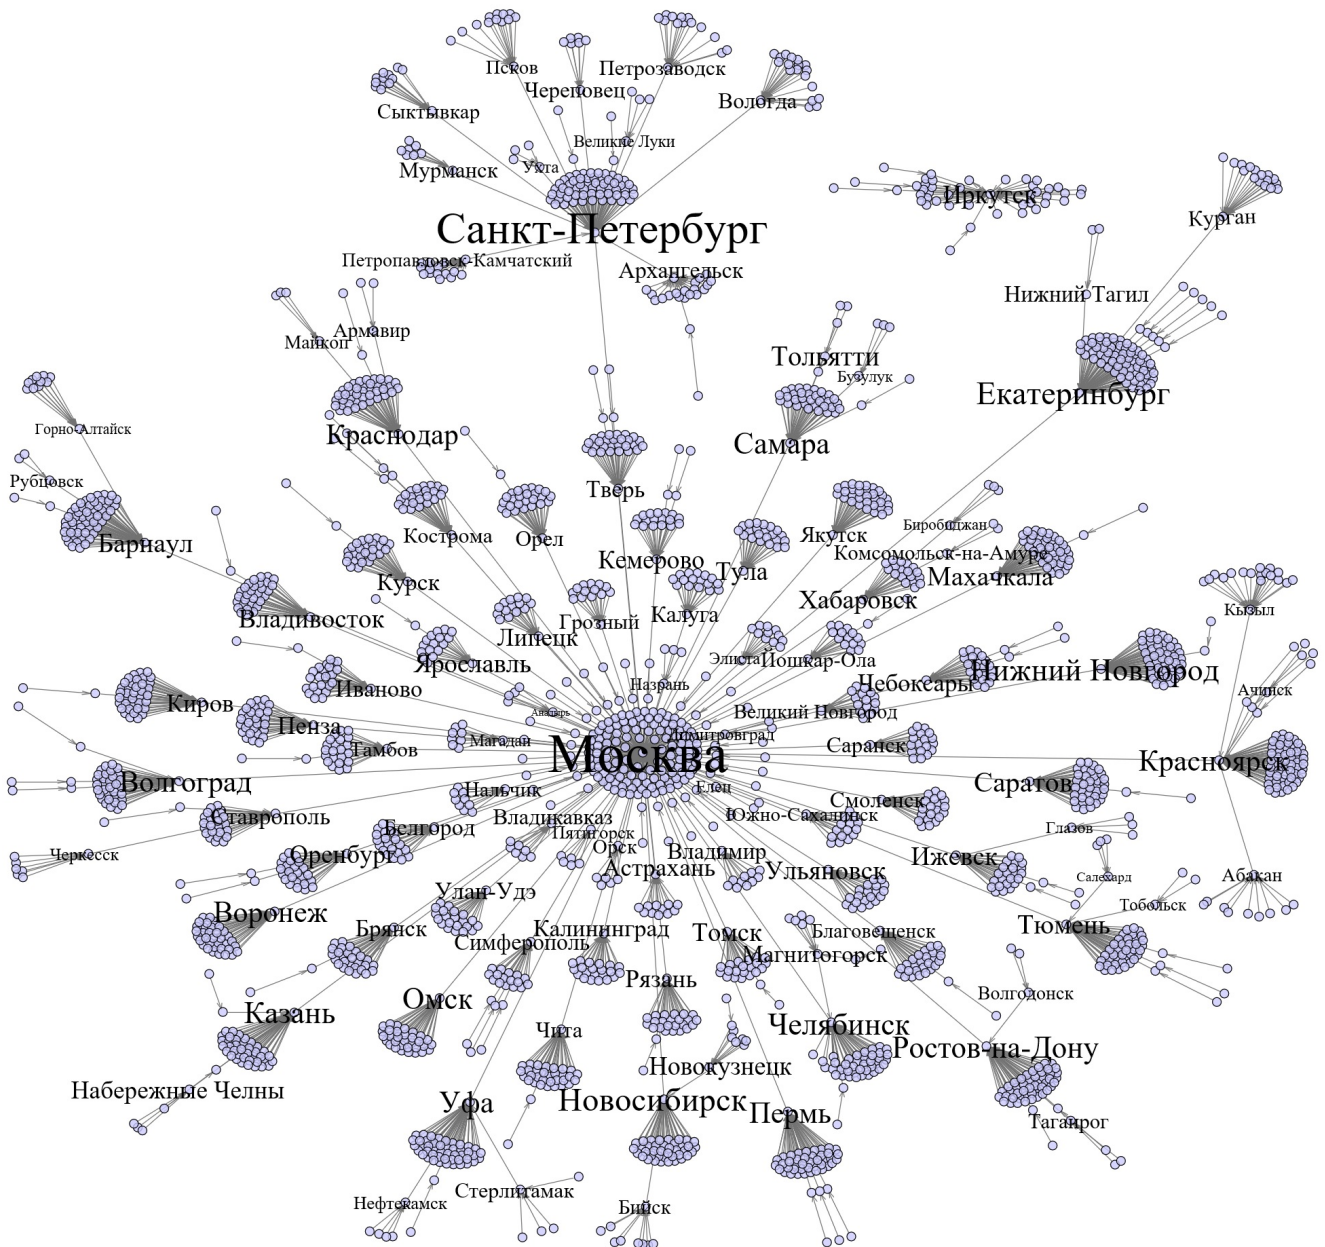 Псков
Петрозаводск
Череповец
Вологда
Сыктывкар
Великие Луки
Ухта
Мурманск
Иркутск
Курган
Санкт-Петербург
Петропавловск-Камчатский
Архангельск
Нижний Тагил
Армавир
Майкоп
Тольятти
Бузулук
Екатеринбург
Горно-Алтайск
Краснодар
Самара
Рубцовск
Тверь
Барнаул
Кострома
Орел
Якутск
Биробиджан
Кемерово
Комсомольск-на-Амуре
Тула
Махачкала
Курск
Хабаровск
Кызыл
Владивосток
Грозный
Калуга
Липецк
Ярославль
Элиста
Йошкар-Ола
Нижний Новгород
Назрань
Чебоксары
Иваново
Ачинск
Киров
Анадырь
Великий Новгород
Пенза
Магадан
Димитровград
Тамбов
Саранск
Москва
Красноярск
Волгоград
Нальчик
Елец
Саратов
Смоленск
Ставрополь
Владикавказ
Южно-Сахалинск
Белгород
Пятигорск
Глазов
Орск
Владимир
Черкесск
Оренбург
Ижевск
Астрахань
Ульяновск
Салехард
Абакан
Улан-Удэ
Тобольск
Воронеж
Брянск
Калининград
Томск
Благовещенск
Тюмень
Симферополь
Магнитогорск
Рязань
Волгодонск
Омск
Казань
Челябинск
Чита
Ростов-на-Дону
Новокузнецк
Набережные Челны
Уфа
Новосибирск
Пермь
Таганрог
Стерлитамак
Нефтекамск
Бийск